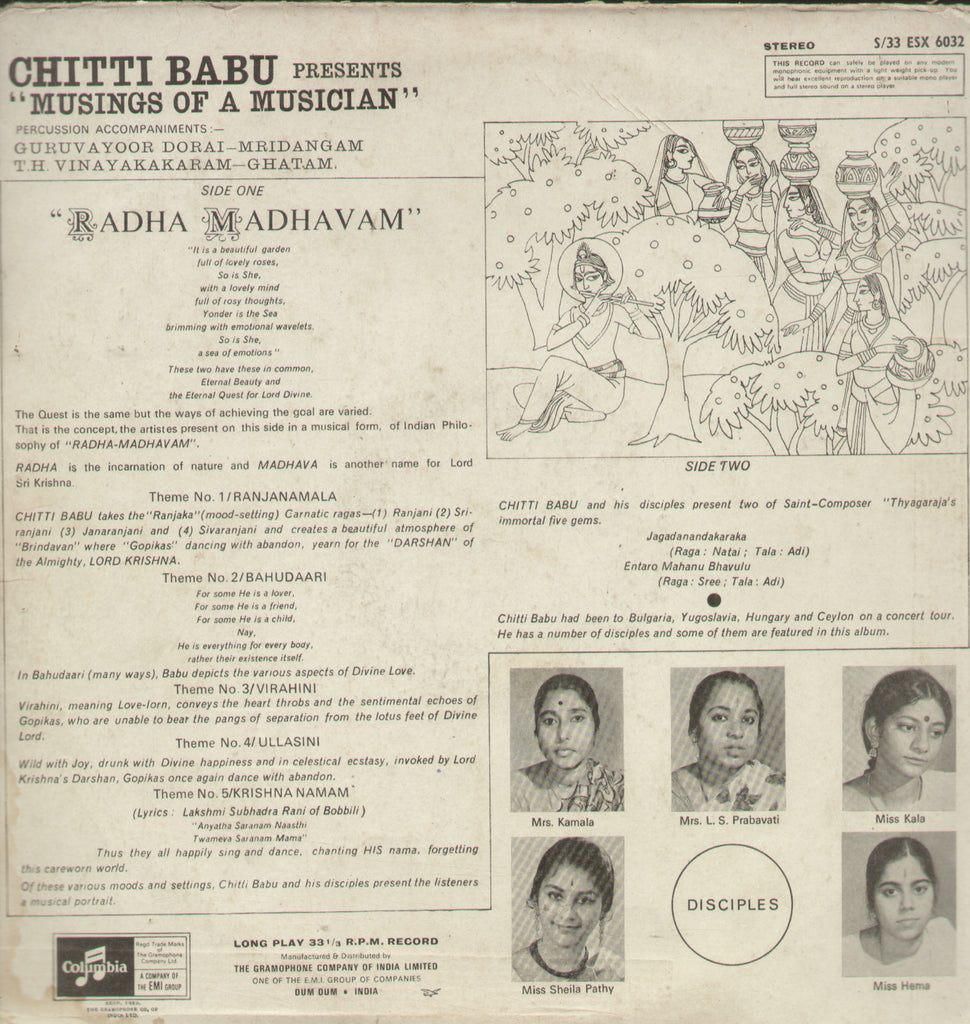 STEREO
S/33 ESX 6032
THIS RECORD can safely be played on any modern
monophonic equipment with a light weight pick-up. You
will hear excellent reproduction on a suitable mono player
and full stereo sound on a stereo player.
CHITTI BABU PRESENTS
"MUSINGS OF A MUSICIAN"
PERCUSSION ACCOMPANIMENTS :—
GURUVAYOOR DORAI—MRIDANGAM
T.H. VINAYAKAKARAM—GHATAM.
SIDE ONE
"RADHA MADHAVAM"
"It is a beautiful garden
full of lovely roses,
So is She,
with a lovely mind
full of rosy thoughts,
Yonder is the Sea
brimming with emotional wavelets.
So is She,
a sea of emotions"
These two have these in common,
Eternal Beauty and
the Eternal Quest for Lord Divine.
The Quest is the same but the ways of achieving the goal are varied.
That is the concept, the artistes present on this side in a musical form, of Indian Philo-
sophy of "RADHA-MADHAVAM".
RADHA is the incarnation of nature and MADHAVA is another name for Lord
Sri Krishna.
Theme No. 1/RANJANAMALA
CHITTI BABU takes the "Ranjaka" (mood-setting) Carnatic ragas—(1) Ranjani (2) Sri-
ranjani (3) Janaranjani and (4) Sivaranjani and creates a beautiful atmosphere of
"Brindavan" where "Gopikas" dancing with abandon, yearn for the "DARSHAN" of
the Almighty, LORD KRISHNA.
Theme No. 2/BAHUDAARI
For some He is a lover,
For some He is a friend,
For some He is a child,
Nay,
He is everything for every body,
rather their existence itself.
In Bahudaari (many ways), Babu depicts the various aspects of Divine Love.
Theme No. 3/VIRAHINI
Virahini, meaning Love-lorn, conveys the heart throbs and the sentimental echoes of
Gopikas, who are unable to bear the pangs of separation from the lotus feet of Divine
Lord.
Theme No. 4/ULLASINI
Wild with Joy, drunk with Divine happiness and in celestical ecstasy, invoked by Lord
Krishna's Darshan, Gopikas once again dance with abandon.
Theme No. 5/KRISHNA NAMAM
(Lyrics : Lakshmi Subhadra Rani of Bobbili)
"Anyatha Saranam Naasthi
Twameva Saranam Mama"
Thus they all happily sing and dance, chanting HIS nama, forgetting
this careworn world.
Of these various moods and settings, Chitti Babu and his disciples present the listeners
a musical portrait.
SIDE TWO
CHITTI BABU and his disciples present two of Saint-Composer "Thyagaraja's
immortal five gems.
Jagadanandakaraka
(Raga : Natai ; Tala : Adi)
Entaro Mahanu Bhavulu
(Raga : Sree ; Tala : Adi)
Chitti Babu had been to Bulgaria, Yugoslavia, Hungary and Ceylon on a concert tour.
He has a number of disciples and some of them are featured in this album.
Mrs. Kamala
Mrs. L. S. Prabavati
Miss Kala
Miss Sheila Pathy
DISCIPLES
Miss Hema
Columbia
Regd Trade Marks
of
The Gramophone
Company Ltd.
A COMPANY OF
THE EMI GROUP
REGD. USER,
THE GRAMOPHONE CO. OF
INDIA LTD.
LONG PLAY 33 1/3 R.P.M. RECORD
Manufactured & Distributed by
THE GRAMOPHONE COMPANY OF INDIA LIMITED
ONE OF THE E.M.I. GROUP OF COMPANIES
DUM DUM • INDIA